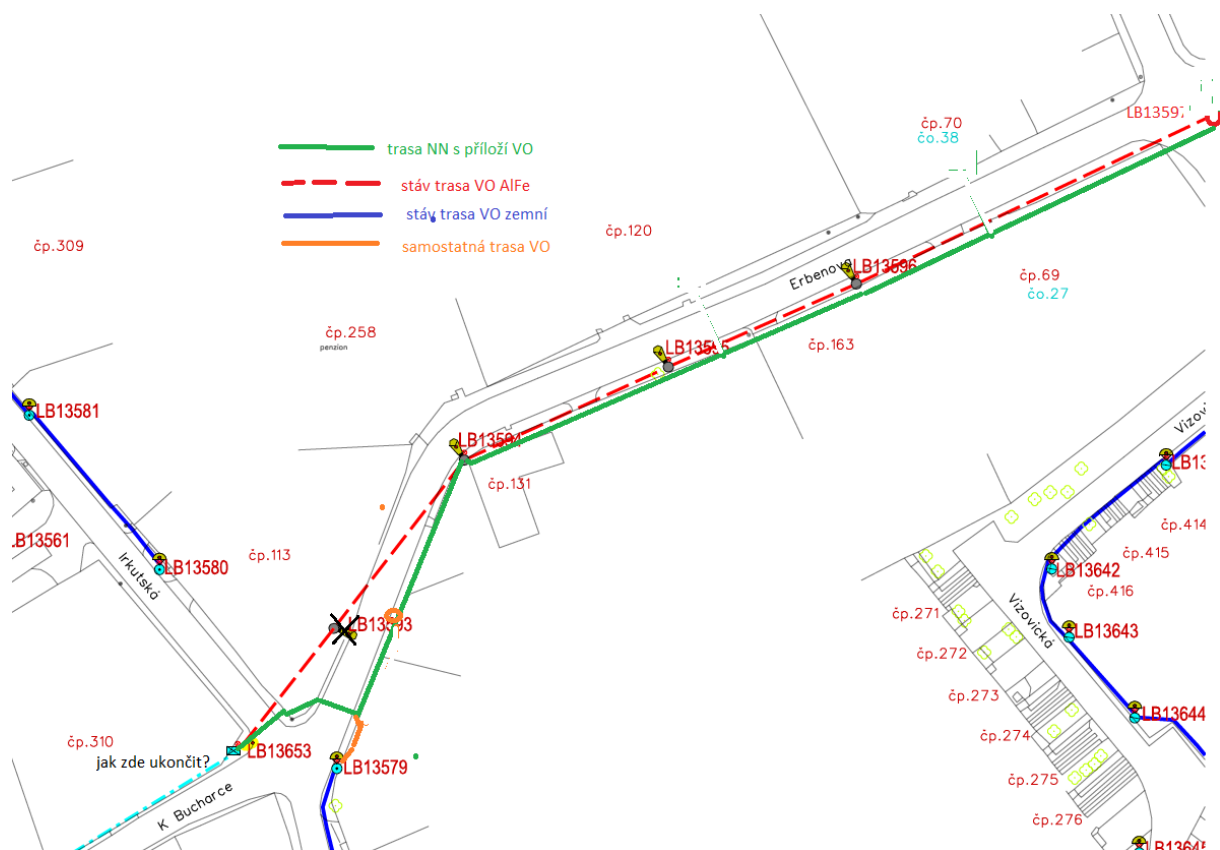 LB1359
čp.70
čo.38
trasa NN s příloží VO
stáv trasa VO AlFe
stáv trasa VO zemní
samostatná trasa VO
čp.309
čp.120
Erbenova
LB13596
čp.69
čo.27
čp.258
penzion
čp.163
LB13595
LB13581
LB13594
čp.131
LB13561
LB13580
čp.113
Irkutská
LB13593
LB13642
čp.414
čp.415
čp.416
LB13643
čp.271
čp.272
Vizovická
čp.273
čp.274
LB13644
čp.275
čp.276
čp.310
jak zde ukončit?
LB13653
LB13579
K Bucharce